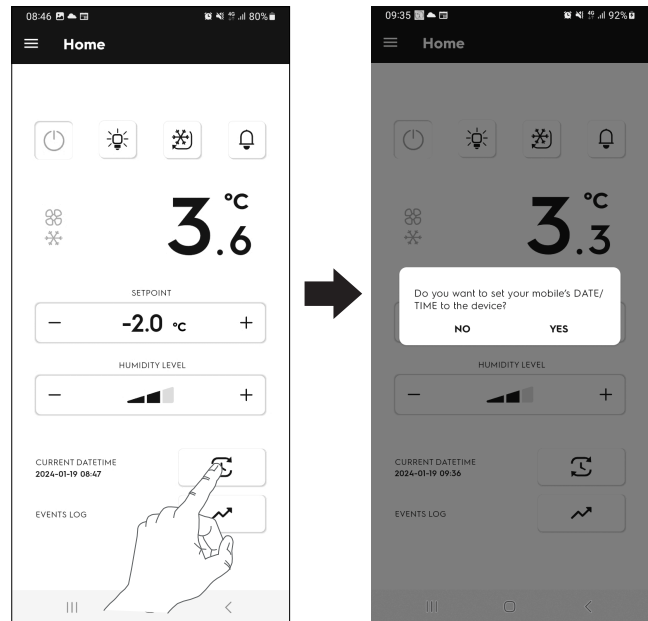 08:46 4G 80%
Home
3.6 °C
SETPOINT
− -2.0 °C +
HUMIDITY LEVEL
− +
CURRENT DATETIME
2024-01-19 08:47
EVENTS LOG
09:35 4G 92%
Home
3.3 °C
Do you want to set your mobile's DATE/
TIME to the device?
NO YES
HUMIDITY LEVEL
− +
CURRENT DATETIME
2024-01-19 09:36
EVENTS LOG